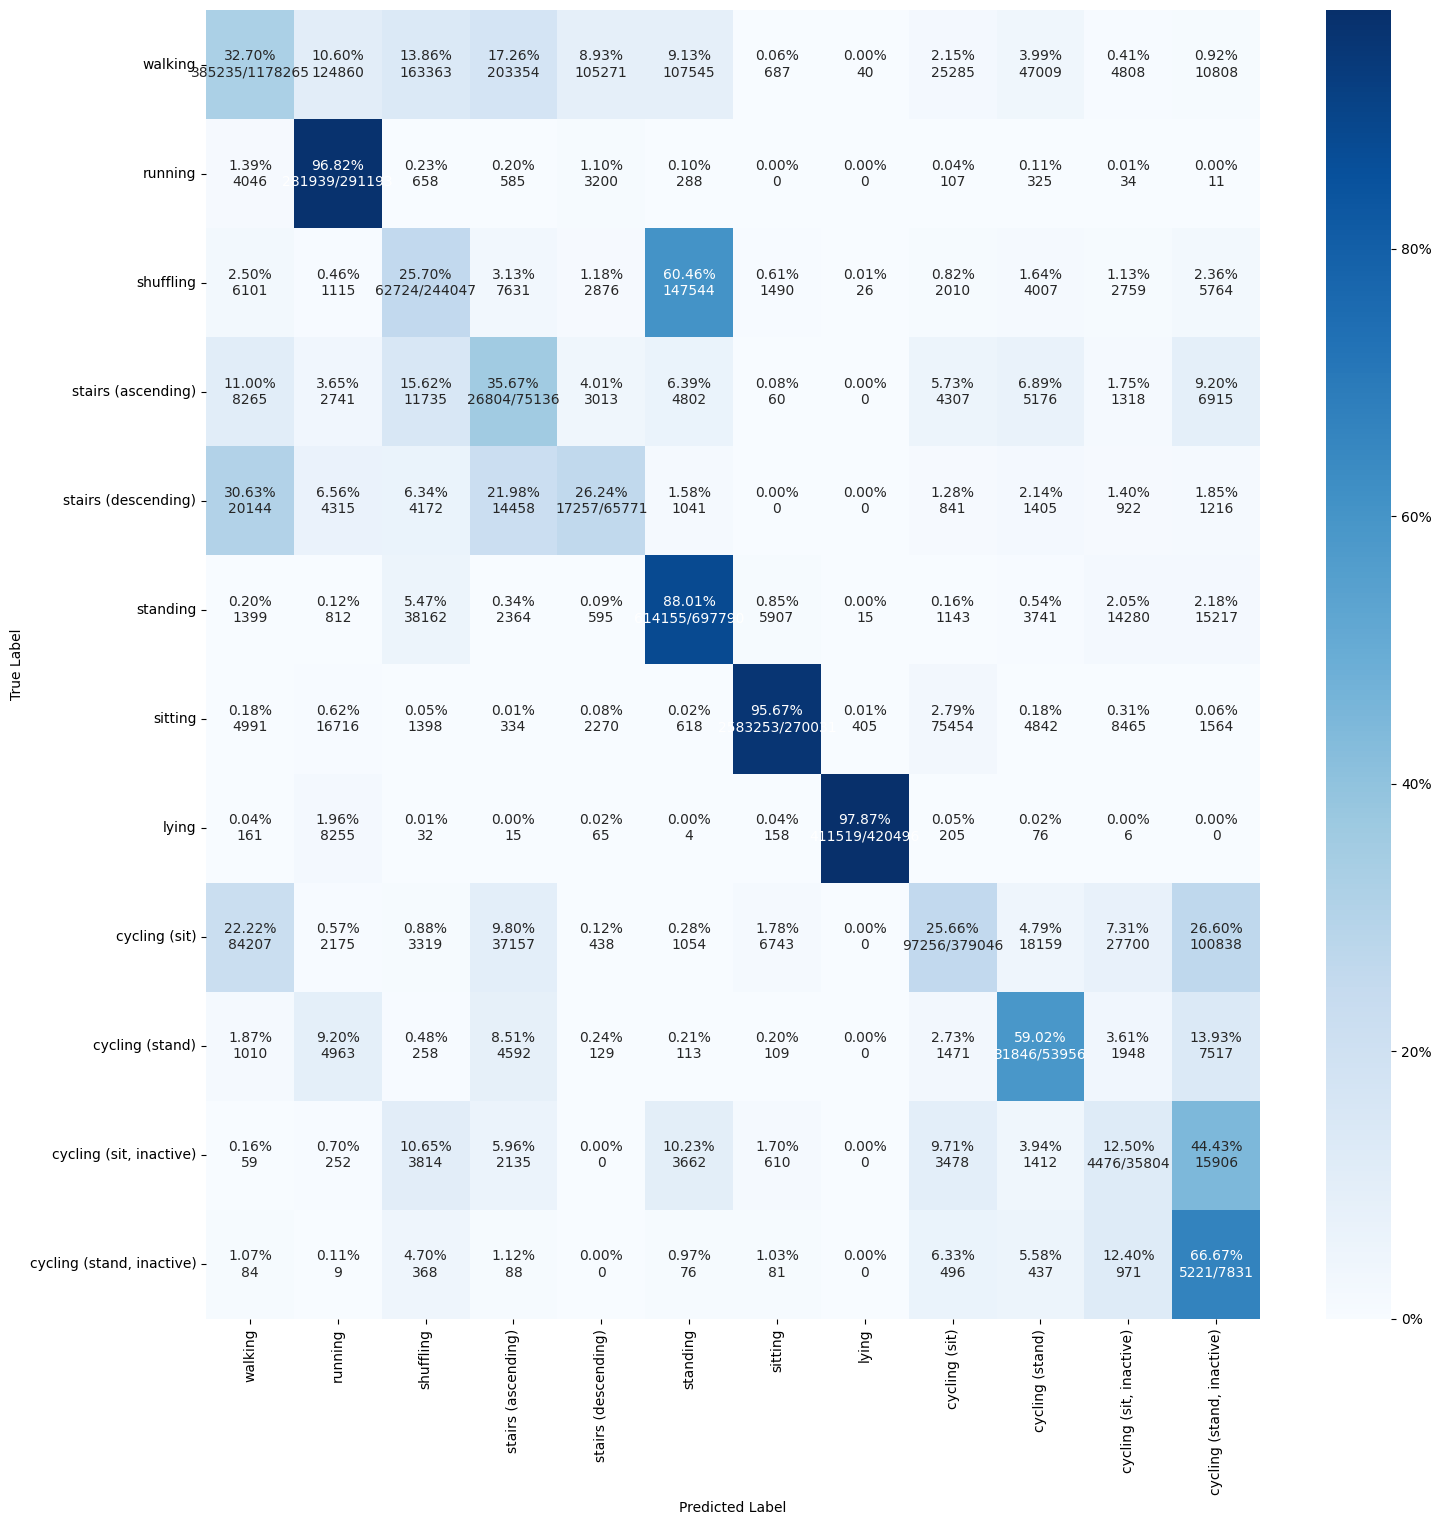 walking
32.70% 10.60% 13.86% 17.26% 8.93% 9.13% 0.06% 0.00% 2.15% 3.99% 0.41% 0.92%
385235/1178265 124860 163363 203354 105271 107545 687 40 25285 47009 4808 10808
running
1.39% 96.82% 0.23% 0.20% 1.10% 0.10% 0.00% 0.00% 0.04% 0.11% 0.01% 0.00%
4046 658 585 3200 288 0 0 107 325 34 11
80%
shuffling
2.50% 0.46% 25.70% 3.13% 1.18% 60.46% 0.61% 0.01% 0.82% 1.64% 1.13% 2.36%
6101 1115 62724/244047 7631 2876 147544 1490 26 2010 4007 2759 5764
stairs (ascending)
11.00% 3.65% 15.62% 35.67% 4.01% 6.39% 0.08% 0.00% 5.73% 6.89% 1.75% 9.20%
8265 2741 11735 26804/75136 3013 4802 60 0 4307 5176 1318 6915
stairs (descending)
30.63% 6.56% 6.34% 21.98% 26.24% 1.58% 0.00% 0.00% 1.28% 2.14% 1.40% 1.85%
20144 4315 4172 14458 17257/65771 1041 0 0 841 1405 922 1216
60%
standing
0.20% 0.12% 5.47% 0.34% 0.09% 88.01% 0.85% 0.00% 0.16% 0.54% 2.05% 2.18%
1399 812 38162 2364 595 5907 15 1143 3741 14280 15217
True Label
sitting
0.18% 0.62% 0.05% 0.01% 0.08% 0.02% 95.67% 0.01% 2.79% 0.18% 0.31% 0.06%
4991 16716 1398 334 2270 618 405 75454 4842 8465 1564
40%
lying
0.04% 1.96% 0.01% 0.00% 0.02% 0.00% 0.04% 97.87% 0.05% 0.02% 0.00% 0.00%
161 8255 32 15 65 4 158 205 76 6 0
cycling (sit)
22.22% 0.57% 0.88% 9.80% 0.12% 0.28% 1.78% 0.00% 25.66% 4.79% 7.31% 26.60%
84207 2175 3319 37157 438 1054 6743 0 97256/379046 18159 27700 100838
cycling (stand)
1.87% 9.20% 0.48% 8.51% 0.24% 0.21% 0.20% 0.00% 2.73% 59.02% 3.61% 13.93%
1010 4963 258 4592 129 113 109 0 1471 31846/53956 1948 7517
20%
cycling (sit, inactive)
0.16% 0.70% 10.65% 5.96% 0.00% 10.23% 1.70% 0.00% 9.71% 3.94% 12.50% 44.43%
59 252 3814 2135 0 3662 610 0 3478 1412 4476/35804 15906
cycling (stand, inactive)
1.07% 0.11% 4.70% 1.12% 0.00% 0.97% 1.03% 0.00% 6.33% 5.58% 12.40% 66.67%
84 9 368 88 0 76 81 0 496 437 971 5221/7831
0%
walking
running
shuffling
stairs (ascending)
stairs (descending)
standing
sitting
lying
cycling (sit)
cycling (stand)
cycling (sit, inactive)
cycling (stand, inactive)
Predicted Label